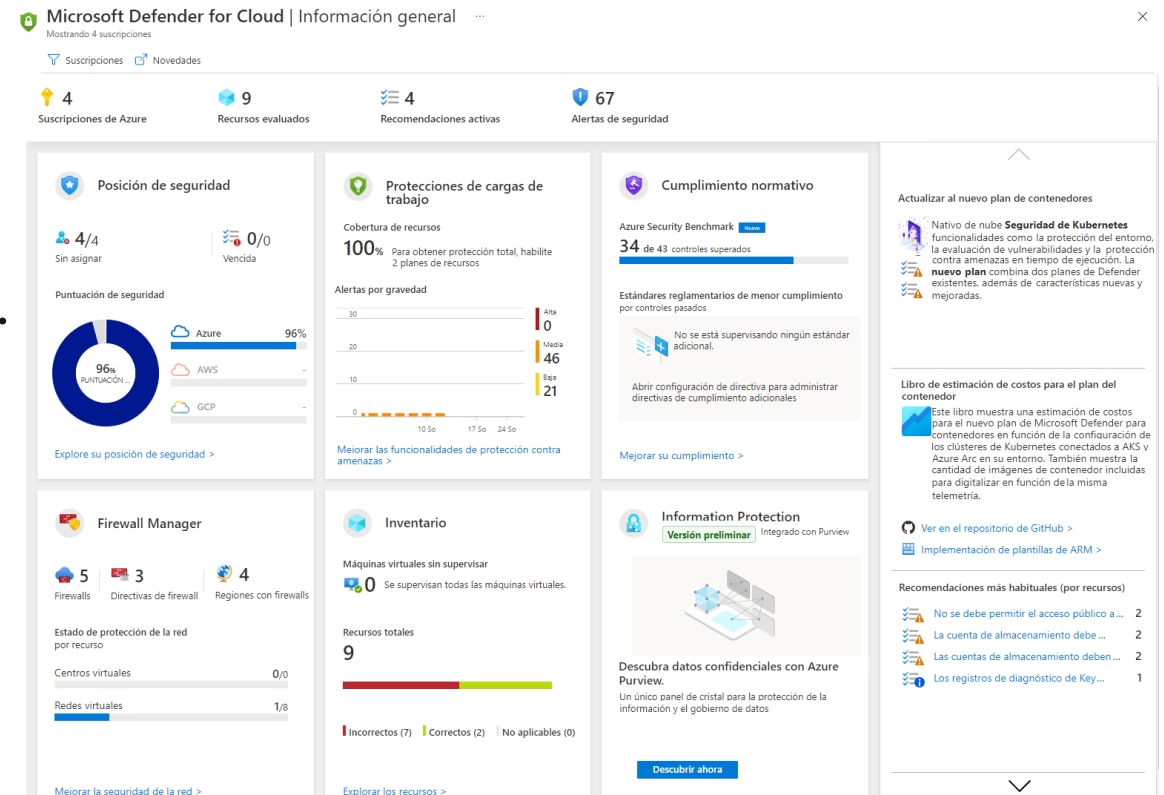 Microsoft Defender for Cloud | Información general ...
Mostrando 4 suscripciones
Suscripciones
Novedades
4
Suscripciones de Azure
9
Recursos evaluados
4
Recomendaciones activas
67
Alertas de seguridad
Posición de seguridad
4/4
Sin asignar
0/0
Vencida
Puntuación de seguridad
96%
PUNTUACIÓN ...
Azure 96%
AWS -
GCP -
Explore su posición de seguridad >
Protecciones de cargas de
trabajo
Cobertura de recursos
100% Para obtener protección total, habilite
2 planes de recursos
Alertas por gravedad
30
20
10
0
10 So 17 So 24 So
Alta
0
Media
46
Baja
21
Mejorar las funcionalidades de protección contra
amenazas >
Cumplimiento normativo
Azure Security Benchmark Nuevo
34 de 43 controles superados
Estándares reglamentarios de menor cumplimiento
por controles pasados
No se está supervisando ningún estándar
adicional.
Abrir configuración de directiva para administrar
directivas de cumplimiento adicionales
Mejorar su cumplimiento >
Firewall Manager
5
Firewalls
3
Directivas de firewall
4
Regiones con firewalls
Estado de protección de la red
por recurso
Centros virtuales 0/0
Redes virtuales 1/8
Mejorar la seguridad de la red >
Inventario
Máquinas virtuales sin supervisar
0 Se supervisan todas las máquinas virtuales.
Recursos totales
9
Incorrectos (7) Correctos (2) No aplicables (0)
Explorar los recursos >
Information Protection
Versión preliminar Integrado con Purview
Descubra datos confidenciales con Azure
Purview.
Un único panel de cristal para la protección de la
información y el gobierno de datos
Descubrir ahora
Actualizar al nuevo plan de contenedores
Nativo de nube Seguridad de Kubernetes
funcionalidades como la protección del entorno,
la evaluación de vulnerabilidades y la protección
contra amenazas en tiempo de ejecución. La
nuevo plan combina dos planes de Defender
existentes, además de características nuevas y
mejoradas.
Libro de estimación de costos para el plan del
contenedor
Este libro muestra una estimación de costos
para el nuevo plan de Microsoft Defender para
contenedores en función de la configuración de
los clústeres de Kubernetes conectados a AKS y
Azure Arc en su entorno. También muestra la
cantidad de imágenes de contenedor incluidas
para digitalizar en función de la misma
telemetría.
Ver en el repositorio de GitHub >
Implementación de plantillas de ARM >
Recomendaciones más habituales (por recursos)
No se debe permitir el acceso público a... 2
La cuenta de almacenamiento debe ... 2
Las cuentas de almacenamiento deben ... 2
Los registros de diagnóstico de Key... 1